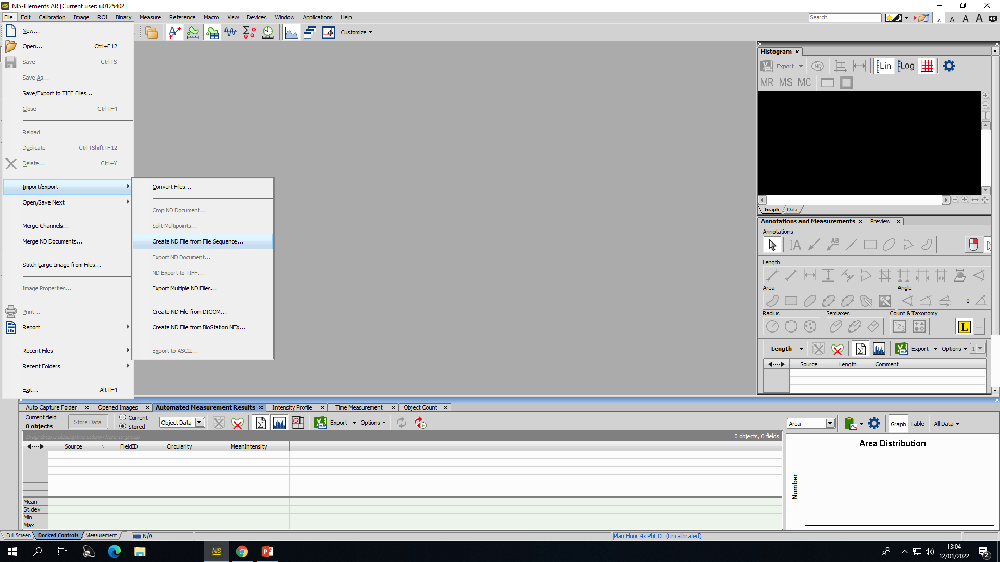 NIS-Elements AR [Current user: u0125402]
File Edit Calibration Image ROI Binary Measure Reference Macro View Devices Window Applications Help
Search
A A A A 4K
New...
Open... Ctrl+F12
Save Ctrl+S
Save As...
Save/Export to TIFF Files...
Close Ctrl+F4
Reload
Duplicate Ctrl+Shift+F12
Delete... Ctrl+Y
Import/Export
Open/Save Next
Merge Channels...
Merge ND Documents...
Stitch Large Image from Files...
Image Properties...
Print...
Report
Recent Files
Recent Folders
Exit... Alt+F4
Convert Files...
Crop ND Document...
Split Multipoints...
Create ND File from File Sequence...
Export ND Document...
ND Export to TIFF...
Export Multiple ND Files...
Create ND File from DICOM...
Create ND File from BioStation NEX...
Export to ASCII...
Customize
Histogram
Export ND Lin Log
MR MS MC
Graph Data
Annotations and Measurements Preview
Annotations
Length
Area Angle
0
Radius Semiaxes Count & Taxonomy
L ...
Length Export Options 1
Source Length Comment
Auto Capture Folder Opened Images Automated Measurement Results Intensity Profile Time Measurement Object Count
Current field
0 objects
Store Data
Current
Stored
Object Data Export Options
Drag-drop a descriptive column here to group
0 objects, 0 fields
Source FieldID Circularity MeanIntensity
Mean
St.dev
Min
Max
Area Graph Table All Data
Area Distribution
Number
Full Screen Docked Controls Measurement N/A Plan Fluor 4x PhL DL (Uncalibrated)
NIS
13:04
12/01/2022
2